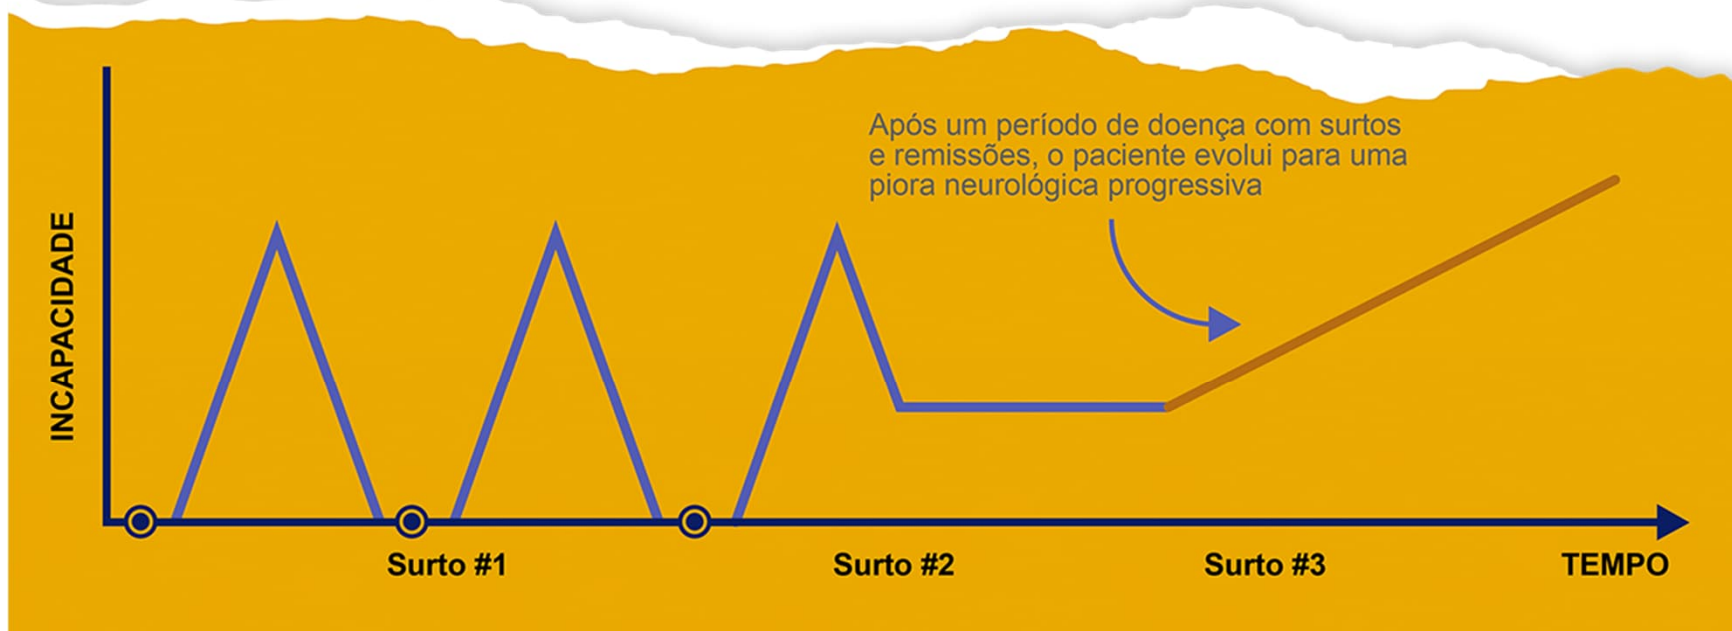 Após um período de doença com surtos
e remissões, o paciente evolui para uma
piora neurológica progressiva
INCAPACIDADE
Surto #1
Surto #2
Surto #3
TEMPO